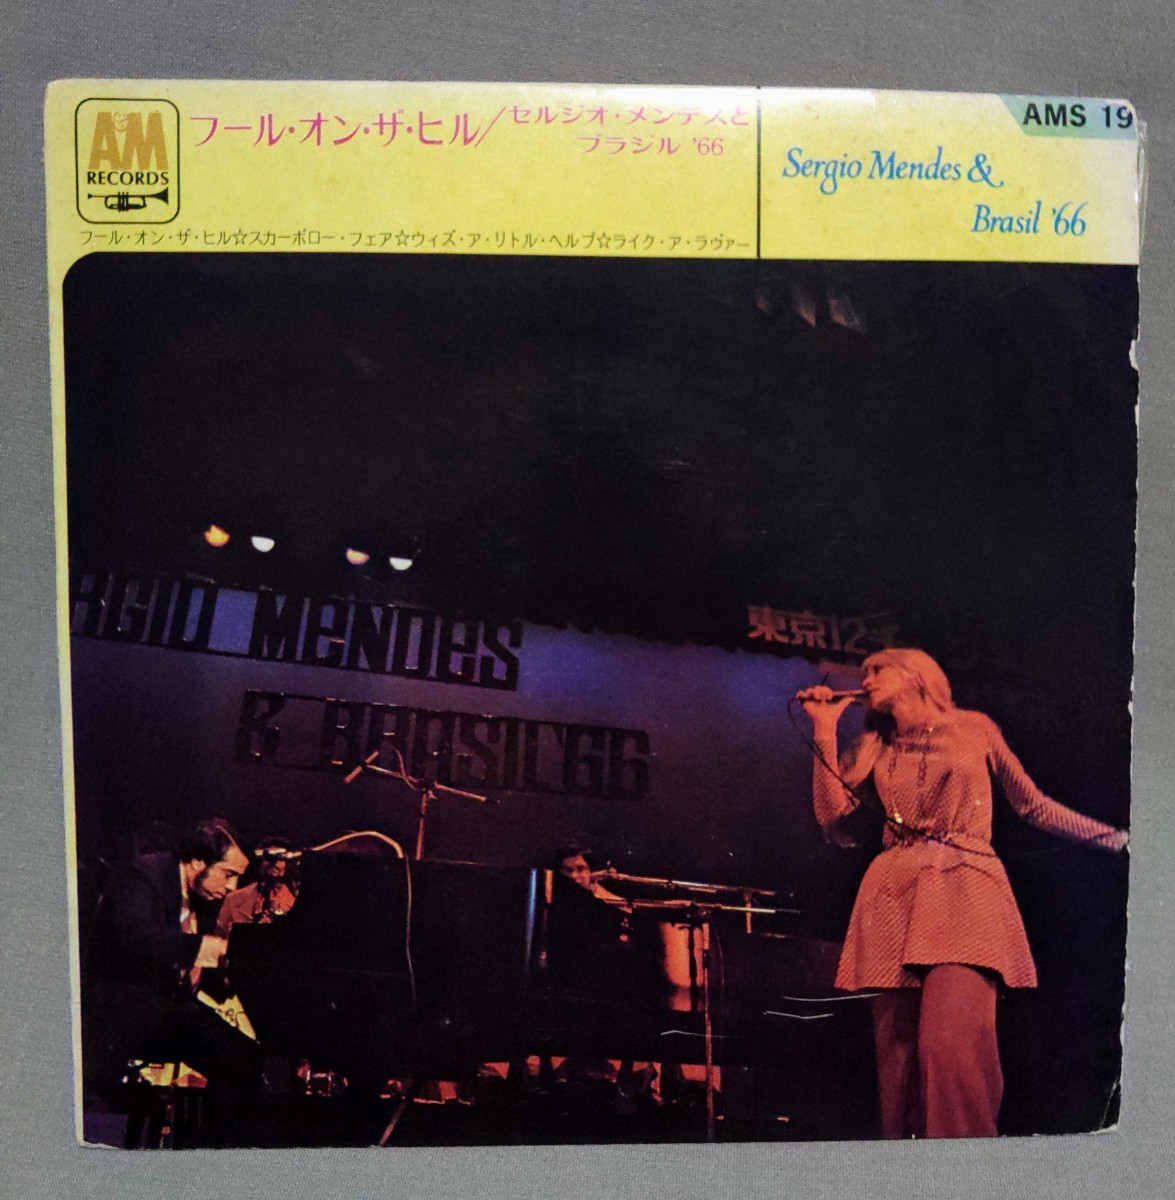 A&M
RECORDS
フール・オン・ザ・ヒル/セルジオ・メンデスと
ブラジル '66
フール・オン・ザ・ヒル☆スカーボロー・フェア☆ウィズ・ア・リトル・ヘルプ☆ライク・ア・ラヴァー
AMS 19
Sergio Mendes &
Brasil '66
RGIO MENDES
& BRASIL'66
東京12チ